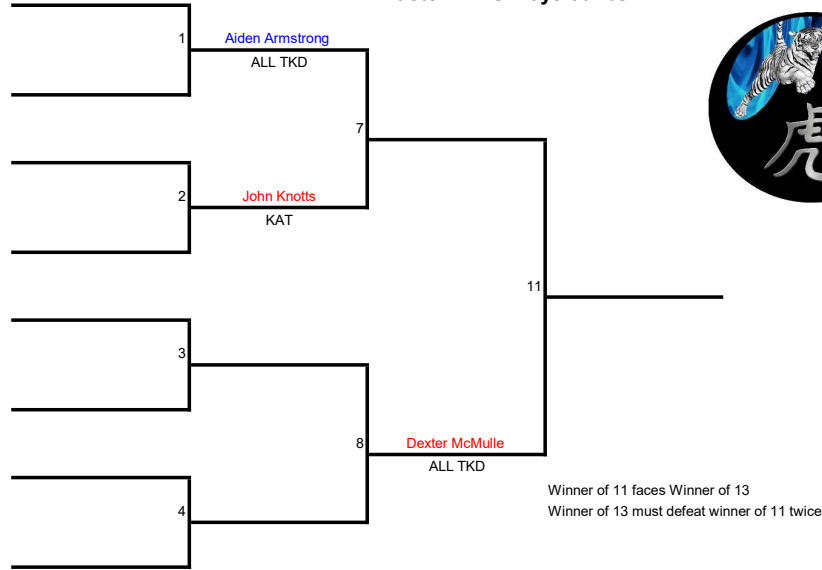 1
Aiden Armstrong
ALL TKD
7
2
John Knotts
KAT
虎
11
3
8
Dexter McMulle
ALL TKD
Winner of 11 faces Winner of 13
4
Winner of 13 must defeat winner of 11 twice